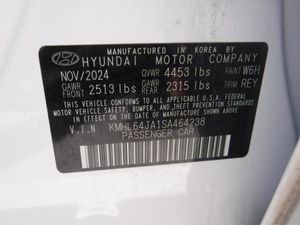 MANUFACTURED IN KOREA BY
HYUNDAI MOTOR COMPANY
NOV/2024 GVWR 4453 lbs PAINT W6H
GAWR FRONT 2513 lbs GAWR REAR 2315 lbs TRIM REY
THIS VEHICLE CONFORMS TO ALL APPLICABLE FEDERAL
MOTOR VEHICLE SAFETY, BUMPER, AND THEFT PREVENTION
STANDARDS IN EFFECT ON THE DATE OF MANUFACTURE
SHOWN ABOVE.
V.I.N KMHL64JA1SA464238
PASSENGER CAR